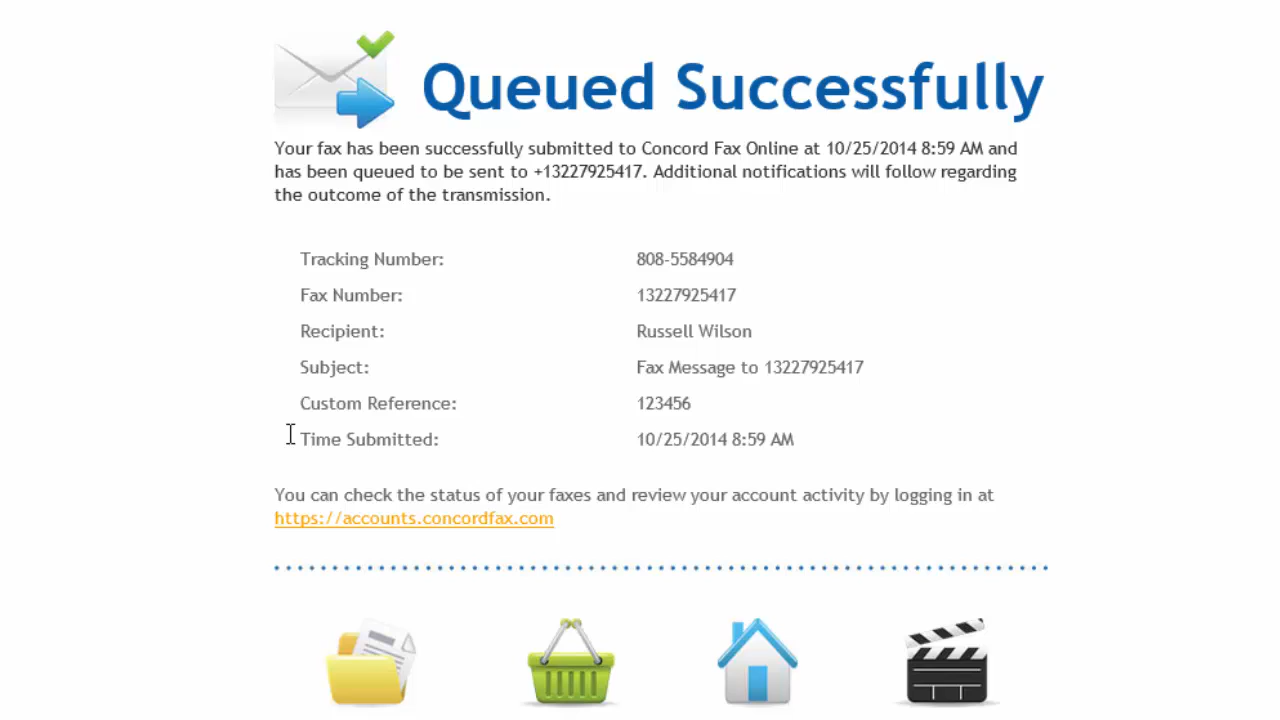 Queued Successfully
Your fax has been successfully submitted to Concord Fax Online at 10/25/2014 8:59 AM and
has been queued to be sent to +13227925417. Additional notifications will follow regarding
the outcome of the transmission.
Tracking Number: 808-5584904
Fax Number: 13227925417
Recipient: Russell Wilson
Subject: Fax Message to 13227925417
Custom Reference: 123456
Time Submitted: 10/25/2014 8:59 AM
You can check the status of your faxes and review your account activity by logging in at
https://accounts.concordfax.com